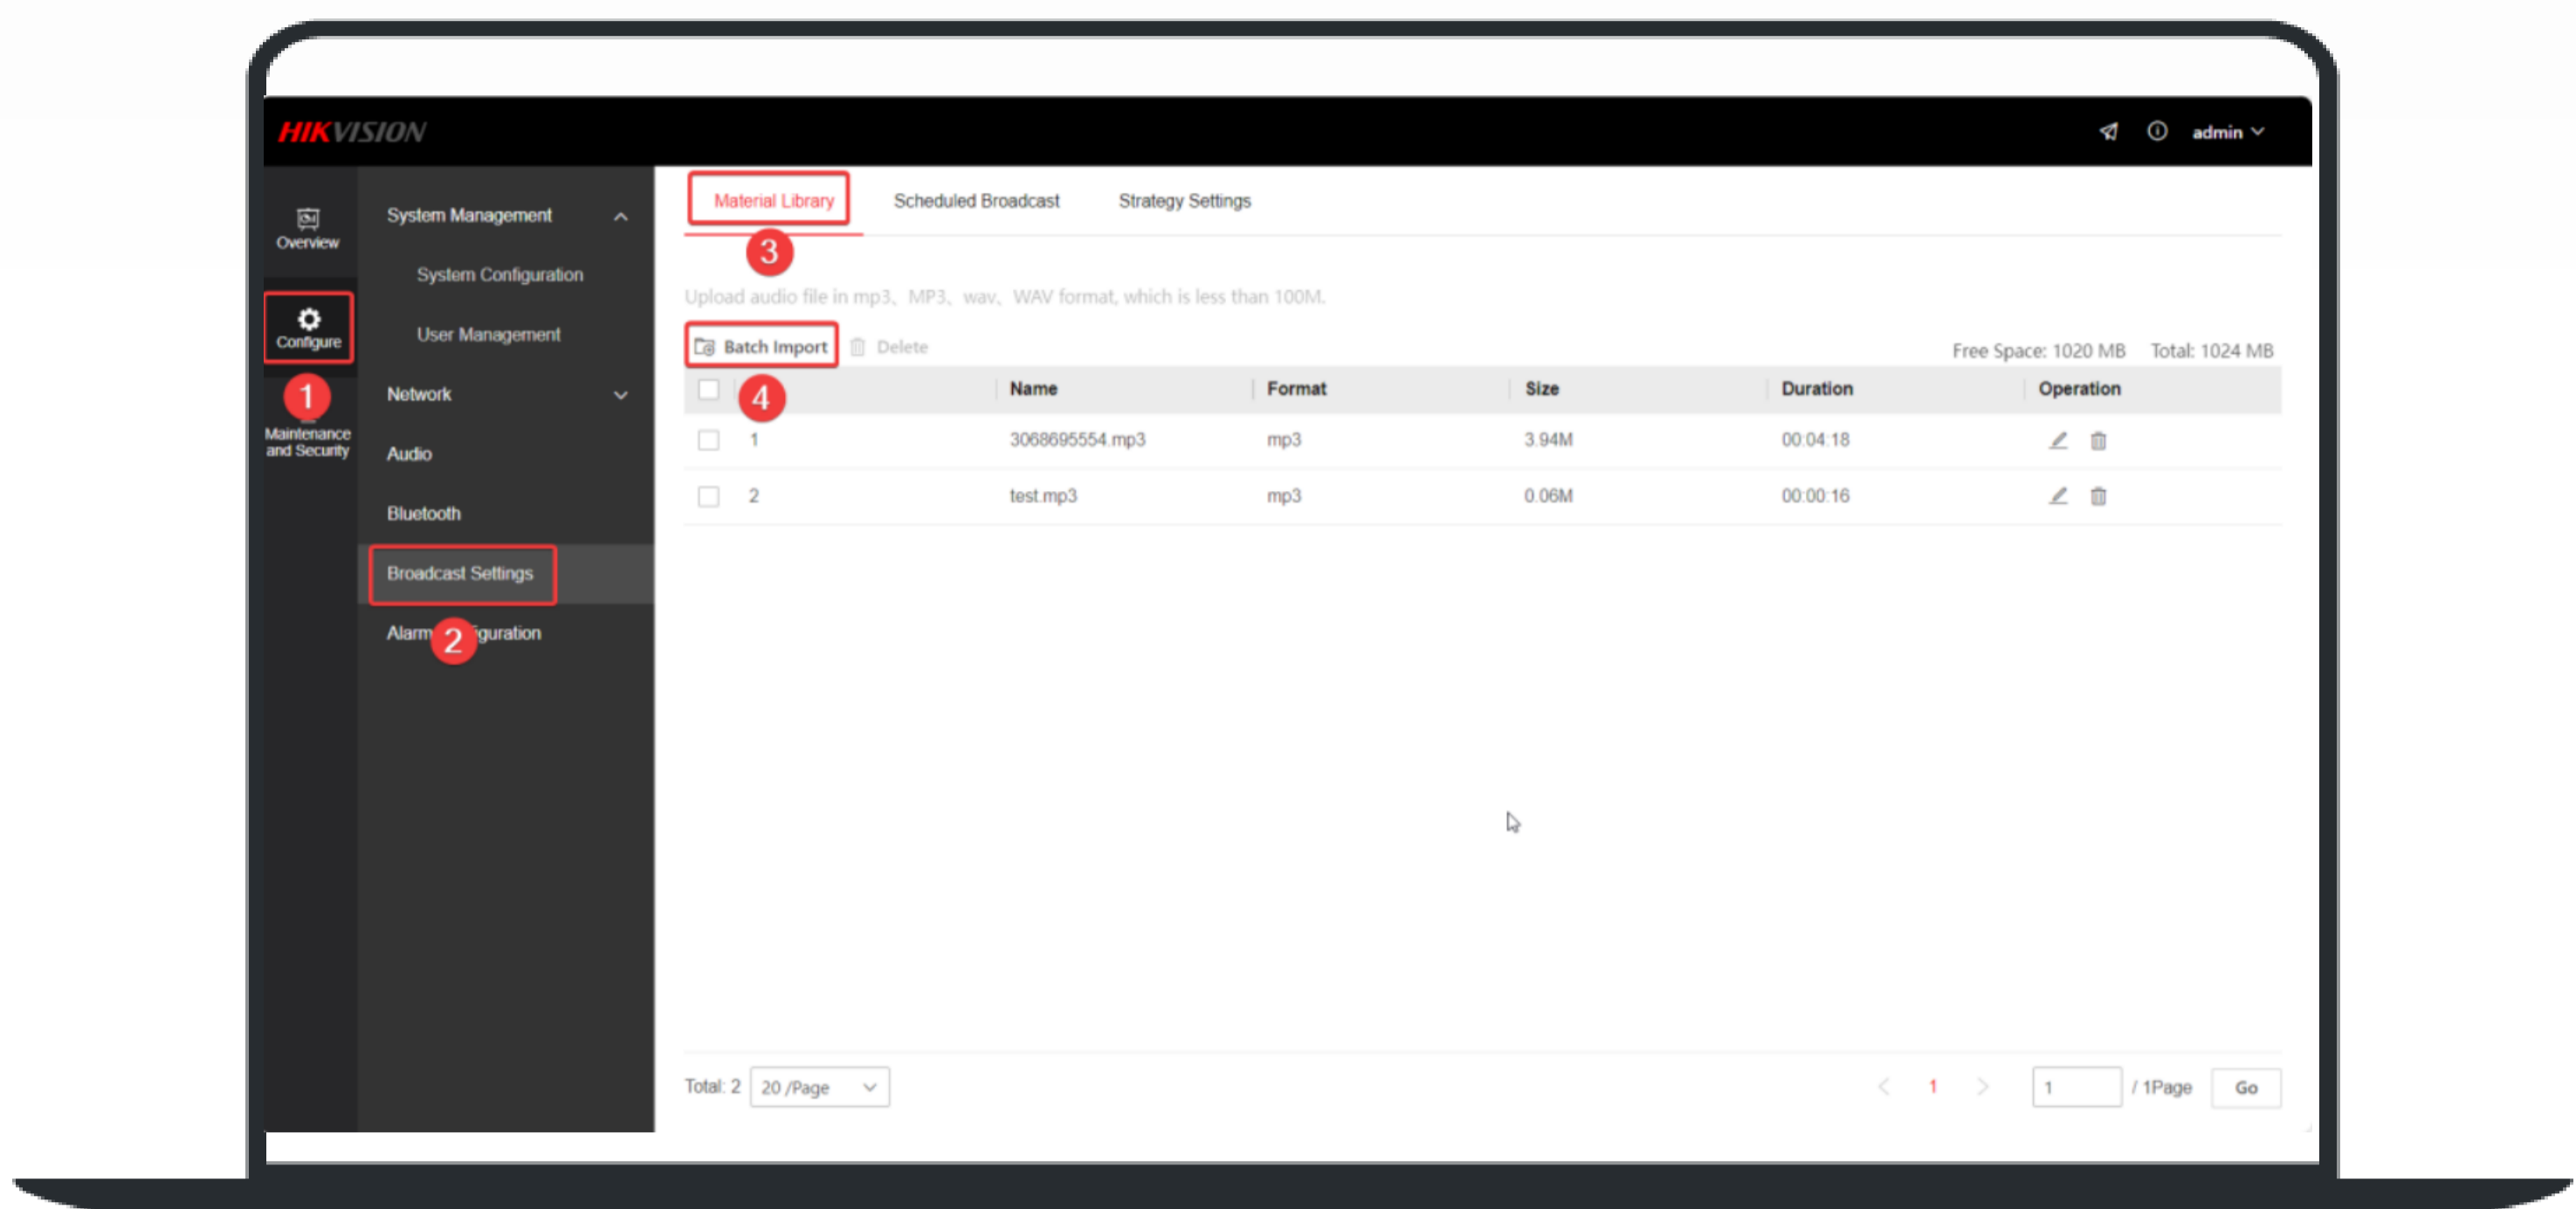 HIKVISION
admin
Overview
Configure
1
Maintenance
and Security
System Management
System Configuration
User Management
Network
Audio
Bluetooth
Broadcast Settings
Alarm
2
guration
Material Library Scheduled Broadcast Strategy Settings
3
Upload audio file in mp3、MP3、wav、WAV format, which is less than 100M.
Batch Import Delete
Free Space: 1020 MB Total: 1024 MB
4
Name Format Size Duration Operation
1 3068695554.mp3 mp3 3.94M 00:04:18
2 test.mp3 mp3 0.06M 00:00:16
Total: 2 20 /Page
1 1 / 1Page Go